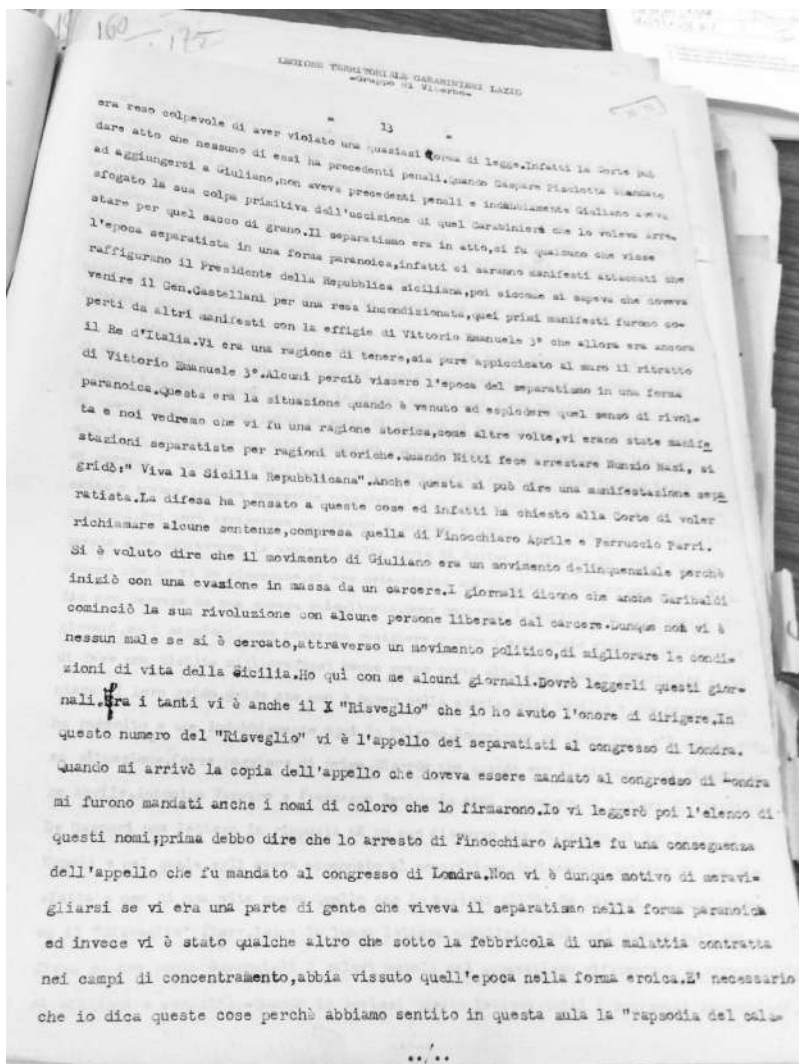 160 - 175
LEGIONE TERRITORIALE CARABINIERI LAZIO
-Gruppo di Viterbo-
- 13 -
era reso colpevole di aver violato una qualsiasi forma di legge.Infatti la Corte può
dare atto che nessuno di essi ha precedenti penali.Quando Gaspare Pisciotta mandato
ad aggiungersi a Giuliano,non aveva precedenti penali e indubbiamente Giuliano aveva
sfogato la sua colpa primitiva dell'uccisione di quel Carabiniere che lo voleva arre=
stare per quel sacco di grano.Il separatismo era in atto,ci fu qualcuno che visse
l'epoca separatista in una forma paranoica,infatti ci saranno manifesti attaccati che
raffigurano il Presidente della Repubblica siciliana,poi siccome si sapeva che doveva
venire il Gen.Castellani per una resa incondizionata,quei primi manifesti furono co=
perti da altri manifesti con la effigie di Vittorio Emanuele 3° che allora era ancora
il Re d'Italia.Vi era una ragione di tenere,sia pure appiccicato al muro il ritratto
di Vittorio Emanuele 3°.Alcuni perciò vissero l'epoca del separatismo in una forma
paranoica.Questa era la situazione quando è venuto ad esplodere quel senso di rivol=
ta e noi vedremo che vi fu una ragione storica,come altre volte,vi erano state manife
stazioni separatiste per ragioni storiche.Quando Nitti fece arrestare Nunzio Nasi, si
gridò:" Viva la Sicilia Repubblicana".Anche questa si può dire una manifestazione sepa
ratista.La difesa ha pensato a queste cose ed infatti ha chiesto alla Corte di voler
richiamare alcune sentenze,compresa quella di Finocchiaro Aprile e Ferruccio Parri.
Si è voluto dire che il movimento di Giuliano era un movimento delinquenziale perchè
iniziò con una evazione in massa da un carcere.I giornali dicono che anche Garibaldi
cominciò la sua rivoluzione con alcune persone liberate dal carcere.Dunque non vi è
nessun male se si è cercato,attraverso un movimento politico,di migliorare le condi=
zioni di vita della Sicilia.Ho quì con me alcuni giornali.Dovrò leggerli questi gior=
nali.Fra i tanti vi è anche il X "Risveglio" che io ho avuto l'onore di dirigere.In
questo numero del "Risveglio" vi è l'appello dei separatisti al congresso di Londra.
Quando mi arrivò la copia dell'appello che doveva essere mandato al congresso di Londra
mi furono mandati anche i nomi di coloro che lo firmarono.Io vi leggerò poi l'elenco di
questi nomi;prima debbo dire che lo arresto di Finocchiaro Aprile fu una conseguenza
dell'appello che fu mandato al congresso di Londra.Non vi è dunque motivo di meravi=
gliarsi se vi era una parte di gente che viveva il separatismo nella forma paranoica
ed invece vi è stato qualche altro che sotto la febbricola di una malattia contratta
nei campi di concentramento,abbia vissuto quell'epoca nella forma eroica.E' necessario
che io dica queste cose perchè abbiamo sentito in questa aula la "rapsodia del cala=
../..